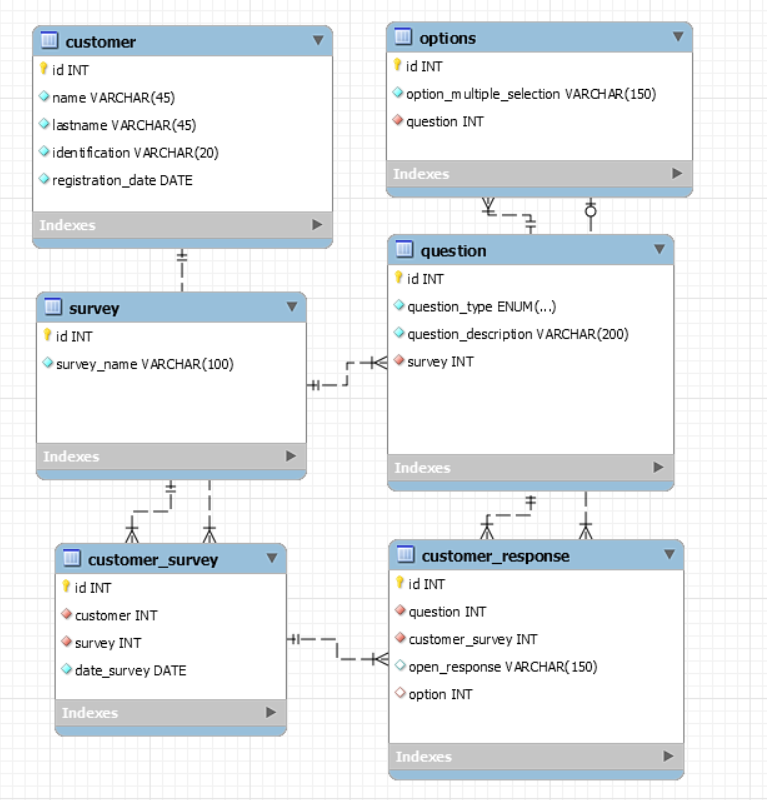 customer
id INT
name VARCHAR(45)
lastname VARCHAR(45)
identification VARCHAR(20)
registration_date DATE
Indexes
options
id INT
option_multiple_selection VARCHAR(150)
question INT
Indexes
survey
id INT
survey_name VARCHAR(100)
Indexes
question
id INT
question_type ENUM(...)
question_description VARCHAR(200)
survey INT
Indexes
customer_survey
id INT
customer INT
survey INT
date_survey DATE
Indexes
customer_response
id INT
question INT
customer_survey INT
open_response VARCHAR(150)
option INT
Indexes